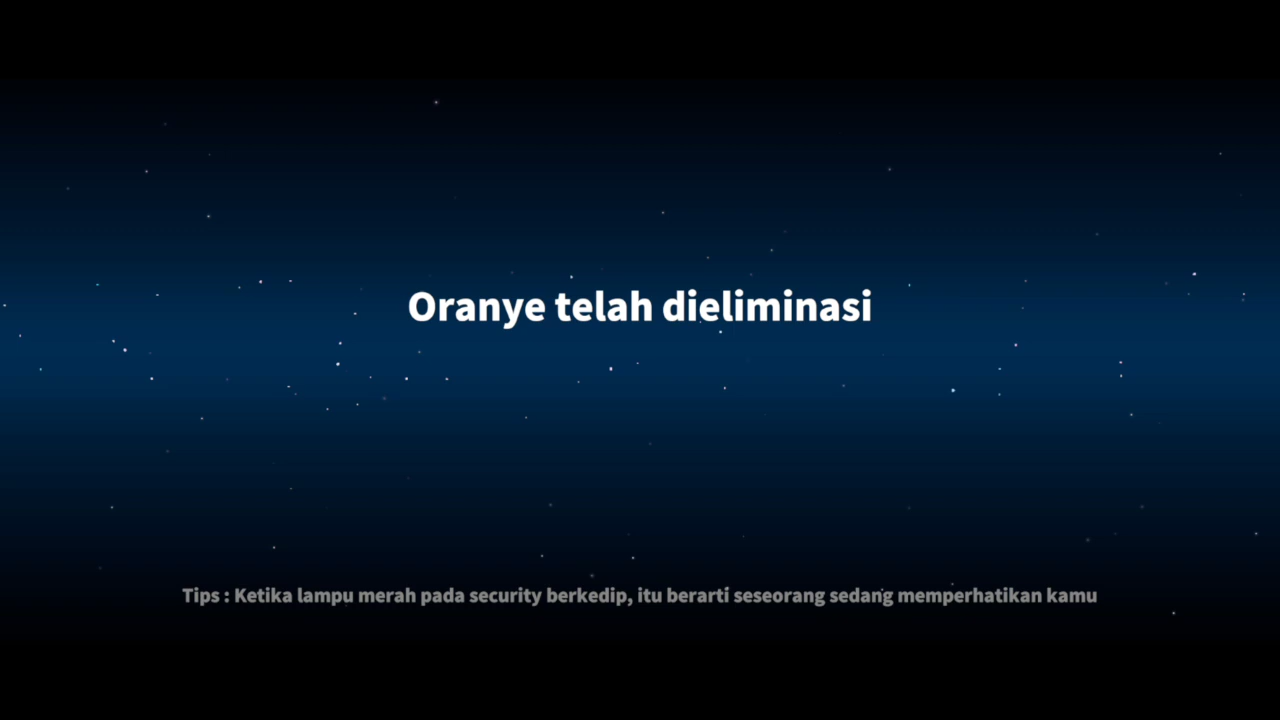 Oranye telah dieliminasi
Tips : Ketika lampu merah pada security berkedip, itu berarti seseorang sedang memperhatikan kamu